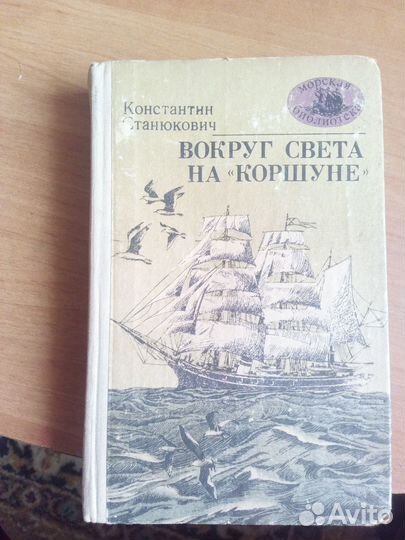 Константин
Станюкович
морская
библиотека
ВОКРУГ СВЕТА
НА «КОРШУНЕ»
Avito